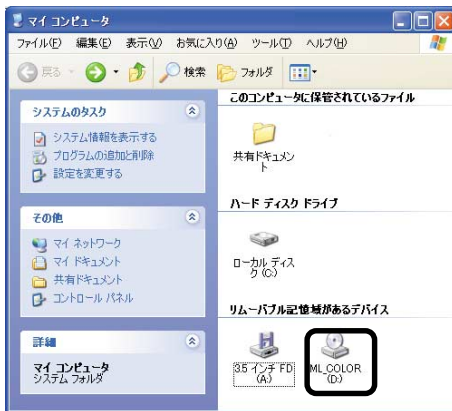 マイ コンピュータ
ファイル(F) 編集(E) 表示(V) お気に入り(A) ツール(T) ヘルプ(H)
戻る 検索 フォルダ
システムのタスク
システム情報を表示する
プログラムの追加と削除
設定を変更する
その他
マイ ネットワーク
マイ ドキュメント
共有ドキュメント
コントロール パネル
詳細
マイ コンピュータ
システム フォルダ
このコンピュータに保管されているファイル
共有ドキュメン
ト
ハード ディスク ドライブ
ローカル ディス
ク (C:)
リムーバブル記憶域があるデバイス
3.5 インチ FD
(A:)
ML_COLOR
(D:)